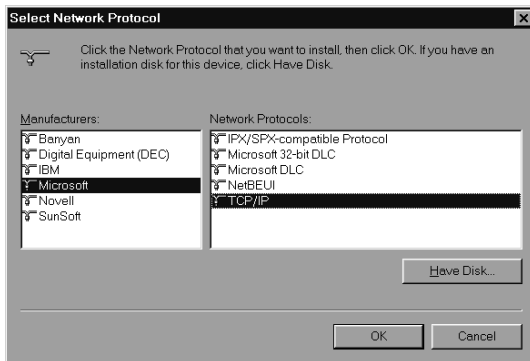 Select Network Protocol
Click the Network Protocol that you want to install, then click OK. If you have an
installation disk for this device, click Have Disk.
Manufacturers:
Banyan
Digital Equipment (DEC)
IBM
Microsoft
Novell
SunSoft
Network Protocols:
IPX/SPX-compatible Protocol
Microsoft 32-bit DLC
Microsoft DLC
NetBEUI
TCP/IP
Have Disk...
OK
Cancel